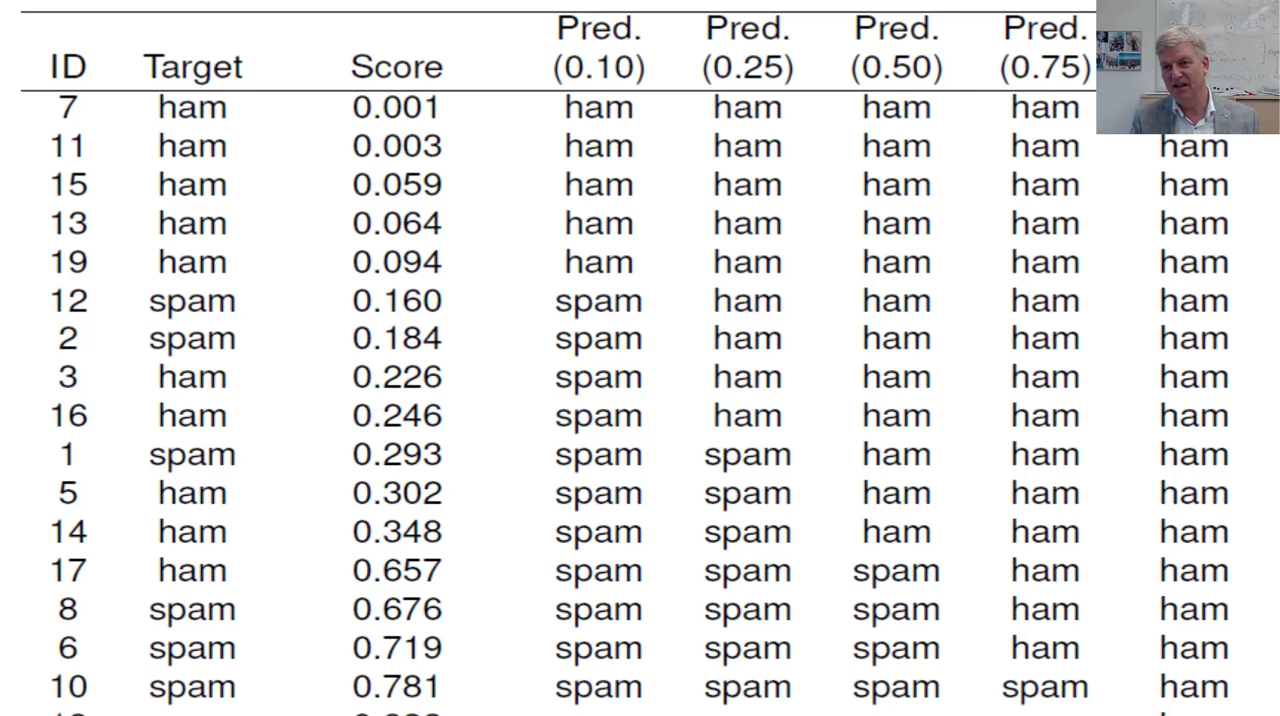 Pred. Pred. Pred. Pred.
ID Target Score (0.10) (0.25) (0.50) (0.75)
7 ham 0.001 ham ham ham ham
11 ham 0.003 ham ham ham ham ham
15 ham 0.059 ham ham ham ham ham
13 ham 0.064 ham ham ham ham ham
19 ham 0.094 ham ham ham ham ham
12 spam 0.160 spam ham ham ham ham
2 spam 0.184 spam ham ham ham ham
3 ham 0.226 spam ham ham ham ham
16 ham 0.246 spam ham ham ham ham
1 spam 0.293 spam spam ham ham ham
5 ham 0.302 spam spam ham ham ham
14 ham 0.348 spam spam ham ham ham
17 ham 0.657 spam spam spam ham ham
8 spam 0.676 spam spam spam ham ham
6 spam 0.719 spam spam spam ham ham
10 spam 0.781 spam spam spam spam ham